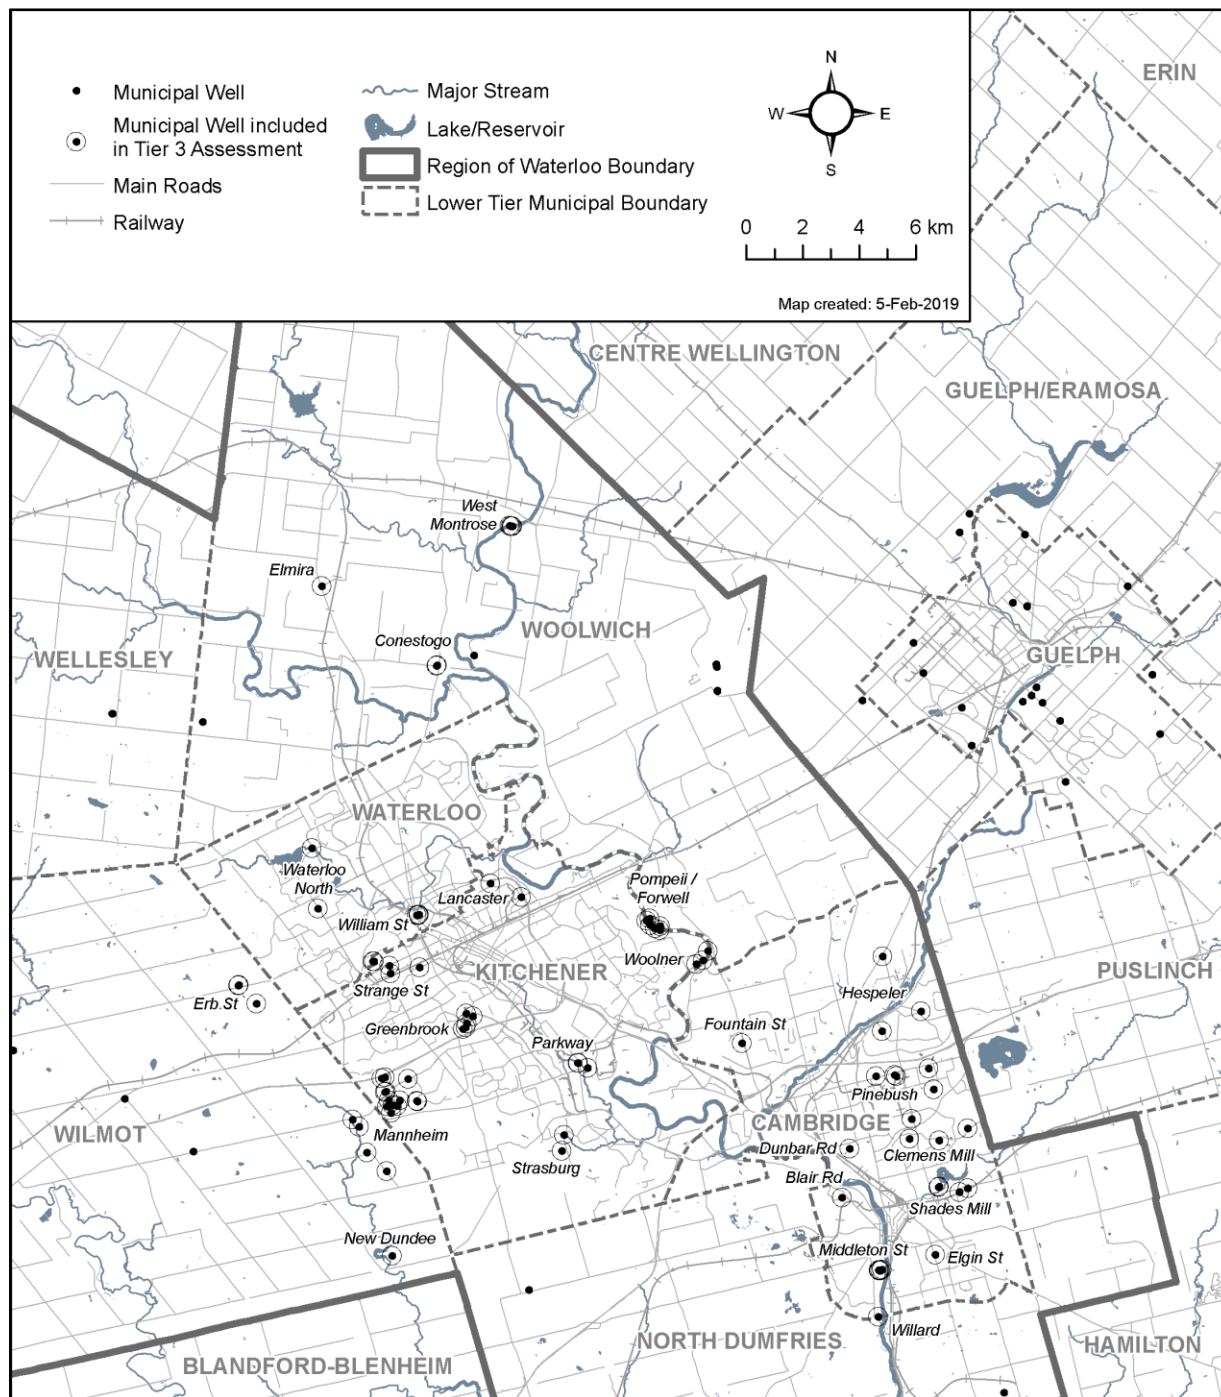 Municipal Well
Municipal Well included
in Tier 3 Assessment
Main Roads
Railway
Major Stream
Lake/Reservoir
Region of Waterloo Boundary
Lower Tier Municipal Boundary
N
W E
S
0 2 4 6 km
Map created: 5-Feb-2019
ERIN
CENTRE WELLINGTON
GUELPH/ERAMOSA
West
Montrose
Elmira
Conestogo
WOOLWICH
WELLESLEY
GUELPH
WATERLOO
Waterloo
North
Lancaster
Pompeii /
Forwell
William St
Woolner
KITCHENER
PUSLINCH
Strange St
Erb St
Hespeler
Greenbrook
Fountain St
Parkway
Pinebush
Mannheim
WILMOT
CAMBRIDGE
Dunbar Rd
Clemens Mill
Strasburg
Blair Rd
Shades Mill
New Dundee
Middleton St
Elgin St
Willard
NORTH DUMFRIES
HAMILTON
BLANDFORD-BLENHEIM